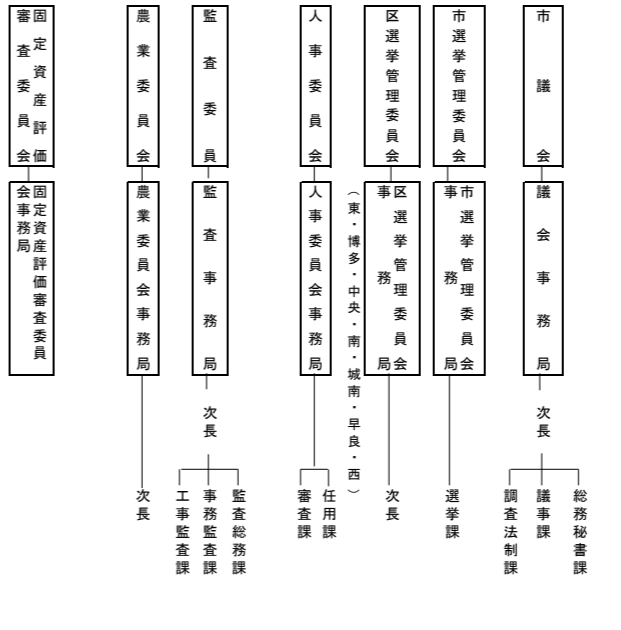 市議会
議会事務局
次長
総務秘書課
議事課
調査法制課
市選挙管理委員会
市選挙管理委員会
事務局
選挙課
区選挙管理委員会
区選挙管理委員会
事務局
次長
（東・博多・中央・南・城南・早良・西）
人事委員会
人事委員会事務局
任用課
審査課
監査委員
監査事務局
次長
監査総務課
事務監査課
工事監査課
農業委員会
農業委員会事務局
次長
固定資産評価
審査委員会
固定資産評価審査委員
会事務局